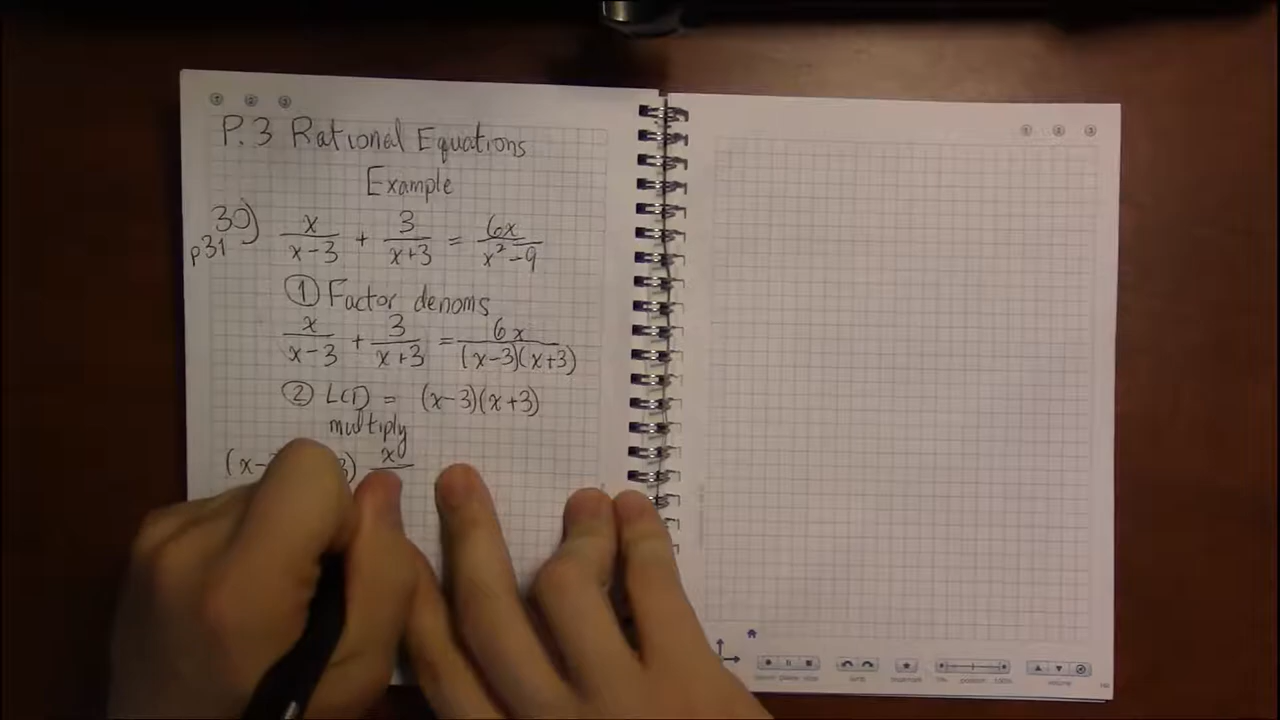 P.3 Rational Equations
Example
30) x/(x-3) + 3/(x+3) = 6x/(x²-9)
p31
① Factor denoms
x/(x-3) + 3/(x+3) = 6x/((x-3)(x+3))
② LCD = (x-3)(x+3)
multiply
(x- 3) x